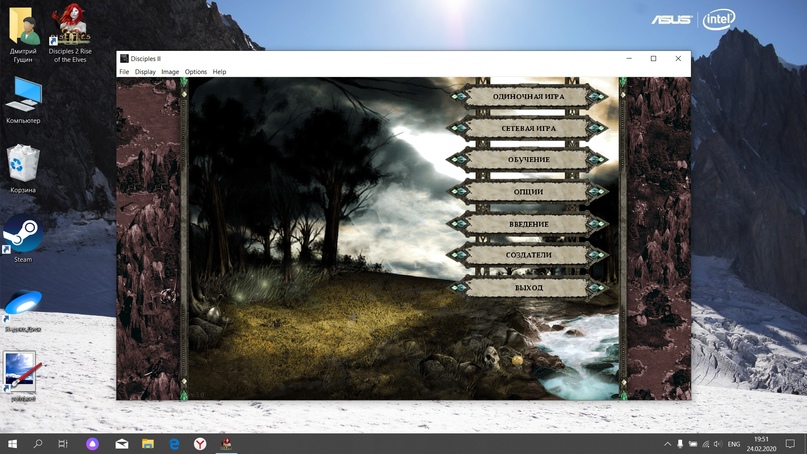 Дмитрий
Гущин
Disciples 2 Rise
of the Elves
ASUS
intel
Компьютер
Корзина
Steam
Disciples II
File Display Image Options Help
ОДИНОЧНАЯ ИГРА
СЕТЕВАЯ ИГРА
ОБУЧЕНИЕ
ОПЦИИ
ВВЕДЕНИЕ
СОЗДАТЕЛИ
ВЫХОД
ENG
19:51
24.02.2020